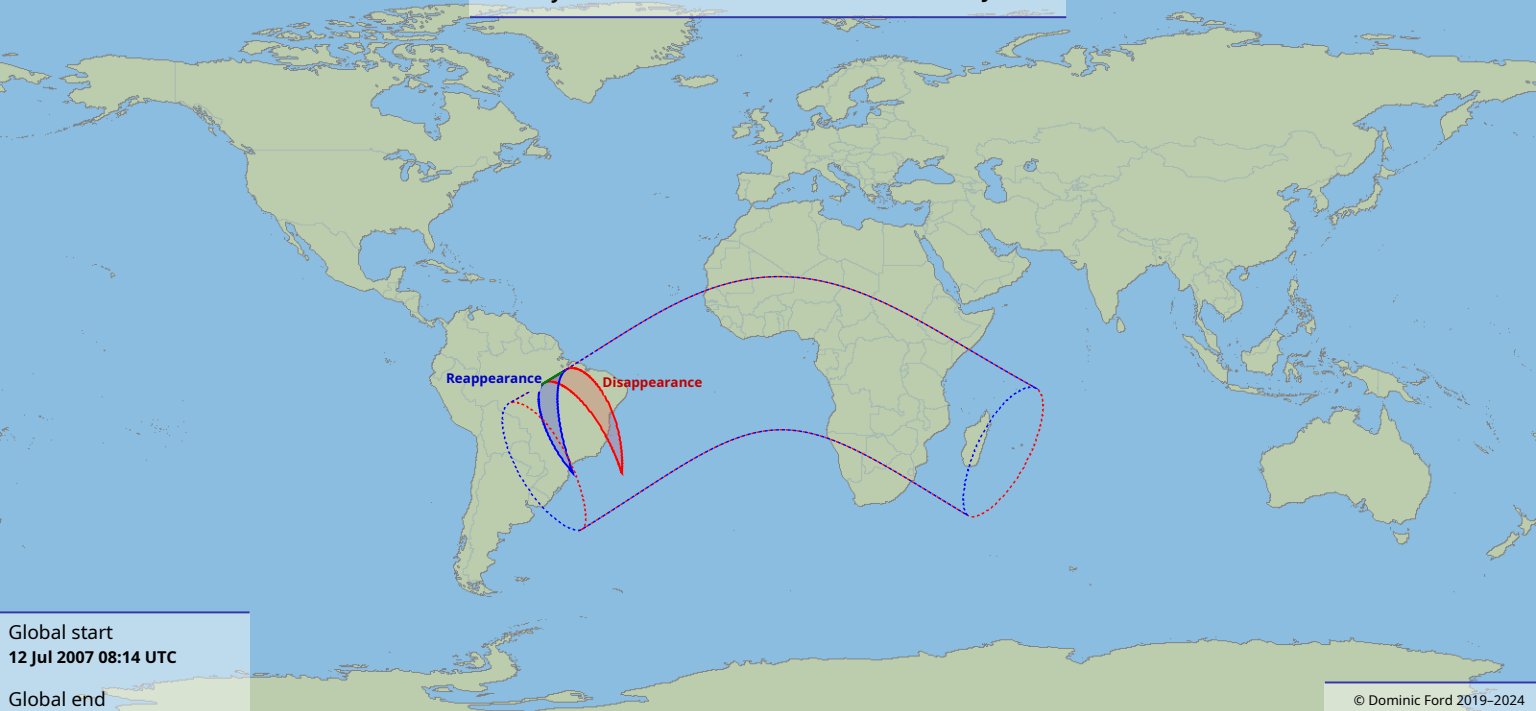 Reappearance
Disappearance
Global start
12 Jul 2007 08:14 UTC
Global end
© Dominic Ford 2019–2024